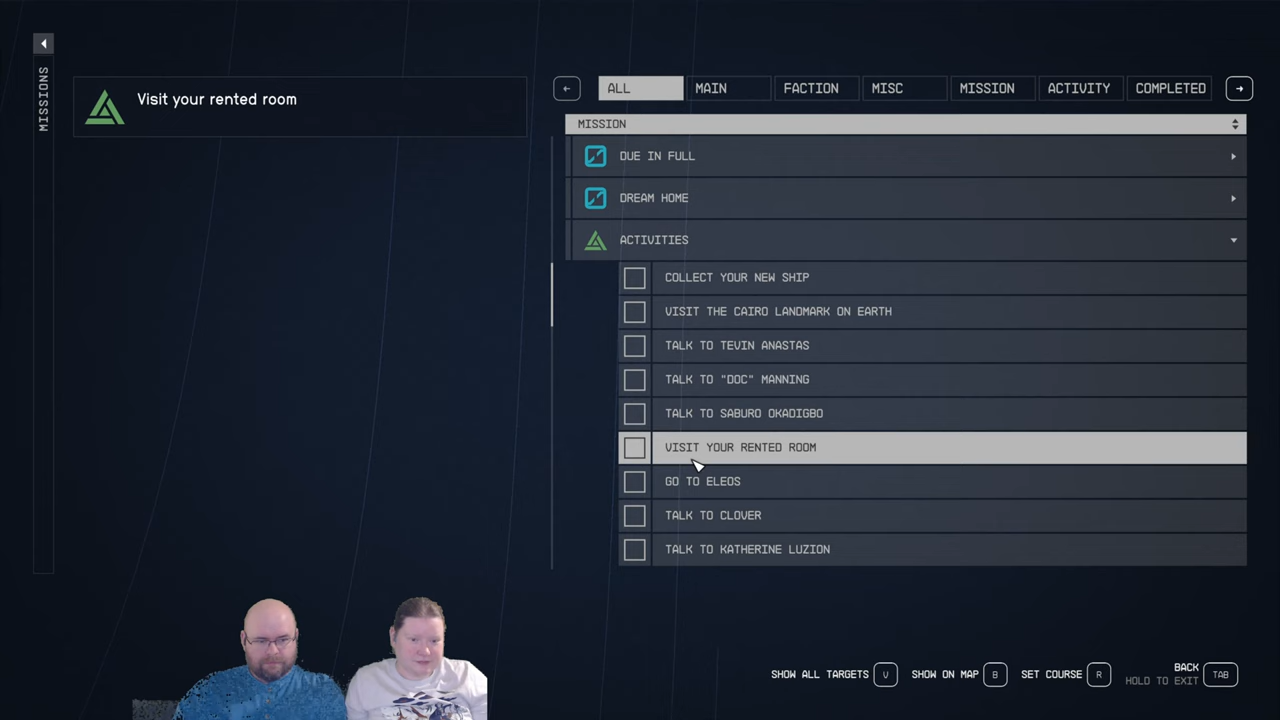 MISSIONS
Visit your rented room
ALL
MAIN
FACTION
MISC
MISSION
ACTIVITY
COMPLETED
MISSION
DUE IN FULL
DREAM HOME
ACTIVITIES
COLLECT YOUR NEW SHIP
VISIT THE CAIRO LANDMARK ON EARTH
TALK TO TEVIN ANASTAS
TALK TO "DOC" MANNING
TALK TO SABURO OKADIGBO
VISIT YOUR RENTED ROOM
GO TO ELEOS
TALK TO CLOVER
TALK TO KATHERINE LUZION
SHOW ALL TARGETS V
SHOW ON MAP B
SET COURSE R
BACK
HOLD TO EXIT
TAB